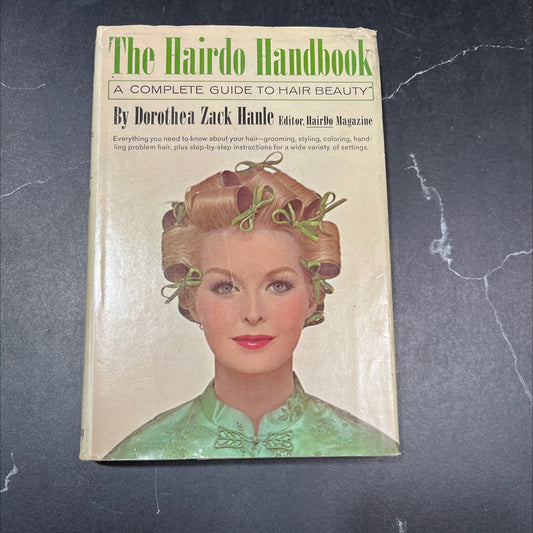 The Hairdo Handbook
A COMPLETE GUIDE TO HAIR BEAUTY
By Dorothea Zack Hanle Editor, HairDo Magazine
Everything you need to know about your hair—grooming, styling, coloring, hand-
ling problem hair, plus step-by-step instructions for a wide variety of settings.